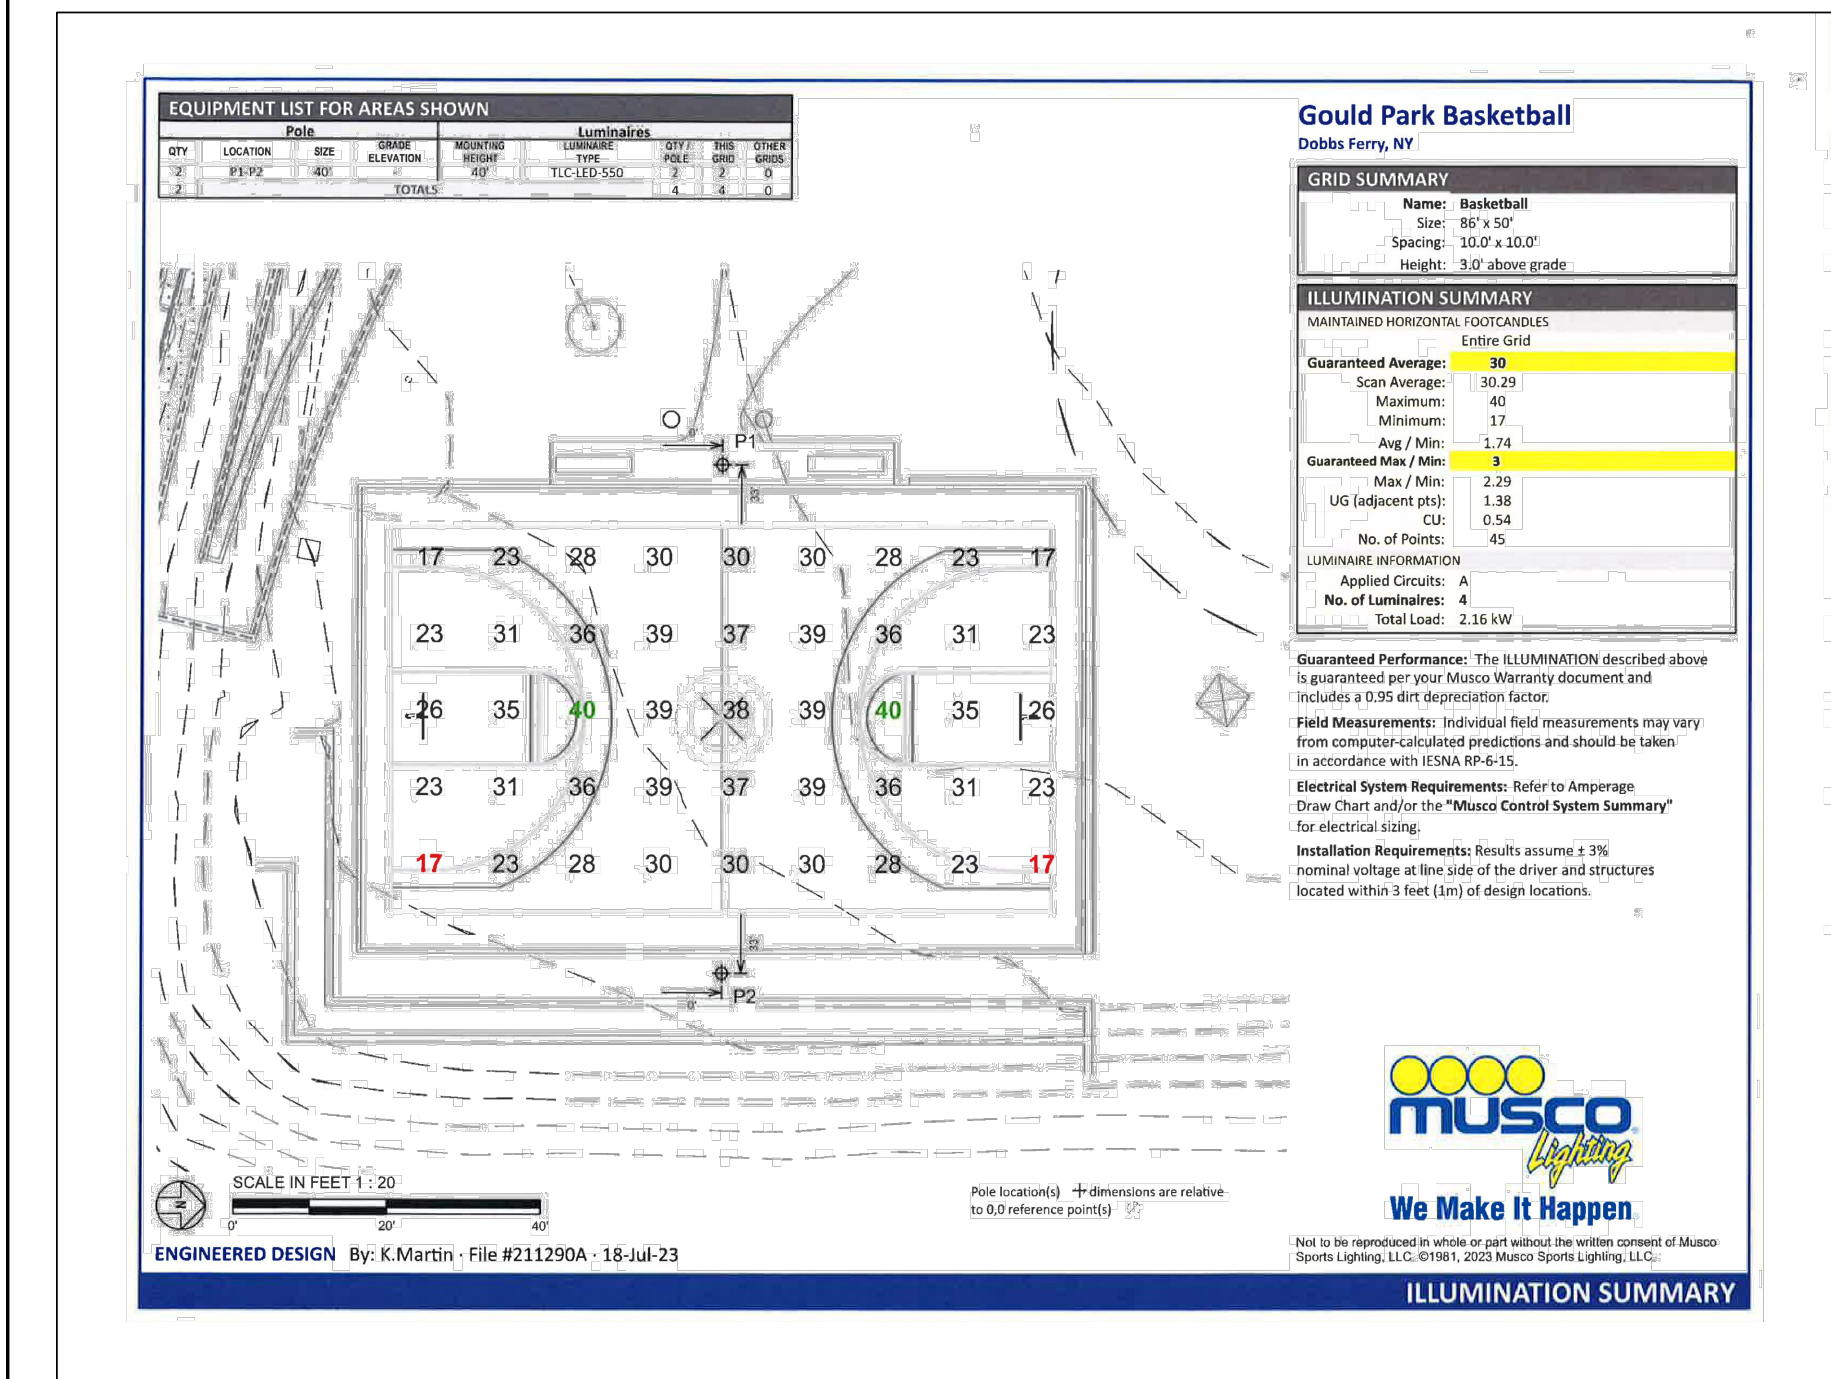 EQUIPMENT LIST FOR AREAS SHOWN
Pole Luminaires
QTY LOCATION SIZE GRADE ELEVATION MOUNTING HEIGHT LUMINAIRE TYPE QTY / POLE THIS GRID OTHER GRIDS
2 P1-P2 40' - 40' TLC-LED-550 2 2 0
2 TOTALS 4 4 0
Gould Park Basketball
Dobbs Ferry, NY
GRID SUMMARY
Name: Basketball
Size: 86' x 50'
Spacing: 10.0' x 10.0'
Height: 3.0' above grade
ILLUMINATION SUMMARY
MAINTAINED HORIZONTAL FOOTCANDLES
Entire Grid
Guaranteed Average: 30
Scan Average: 30.29
Maximum: 40
Minimum: 17
Avg / Min: 1.74
Guaranteed Max / Min: 3
Max / Min: 2.29
UG (adjacent pts): 1.38
CU: 0.54
No. of Points: 45
LUMINAIRE INFORMATION
Applied Circuits: A
No. of Luminaires: 4
Total Load: 2.16 kW
Guaranteed Performance: The ILLUMINATION described above
is guaranteed per your Musco Warranty document and
includes a 0.95 dirt depreciation factor.
Field Measurements: Individual field measurements may vary
from computer-calculated predictions and should be taken
in accordance with IESNA RP-6-15.
Electrical System Requirements: Refer to Amperage
Draw Chart and/or the "Musco Control System Summary"
for electrical sizing.
Installation Requirements: Results assume ± 3%
nominal voltage at line side of the driver and structures
located within 3 feet (1m) of design locations.
0' P1
33'
17 23 28 30 30 30 28 23 17
23 31 36 39 37 39 36 31 23
26 35 40 39 38 39 40 35 26
23 31 36 39 37 39 36 31 23
17 23 28 30 30 30 28 23 17
33'
0' P2
SCALE IN FEET 1 : 20
N
0' 20' 40'
Pole location(s) dimensions are relative
to 0,0 reference point(s)
musco
Lighting
We Make It Happen
Not to be reproduced in whole or part without the written consent of Musco
Sports Lighting, LLC. ©1981, 2023 Musco Sports Lighting, LLC.
ENGINEERED DESIGN By: K.Martin · File #211290A · 18-Jul-23
ILLUMINATION SUMMARY